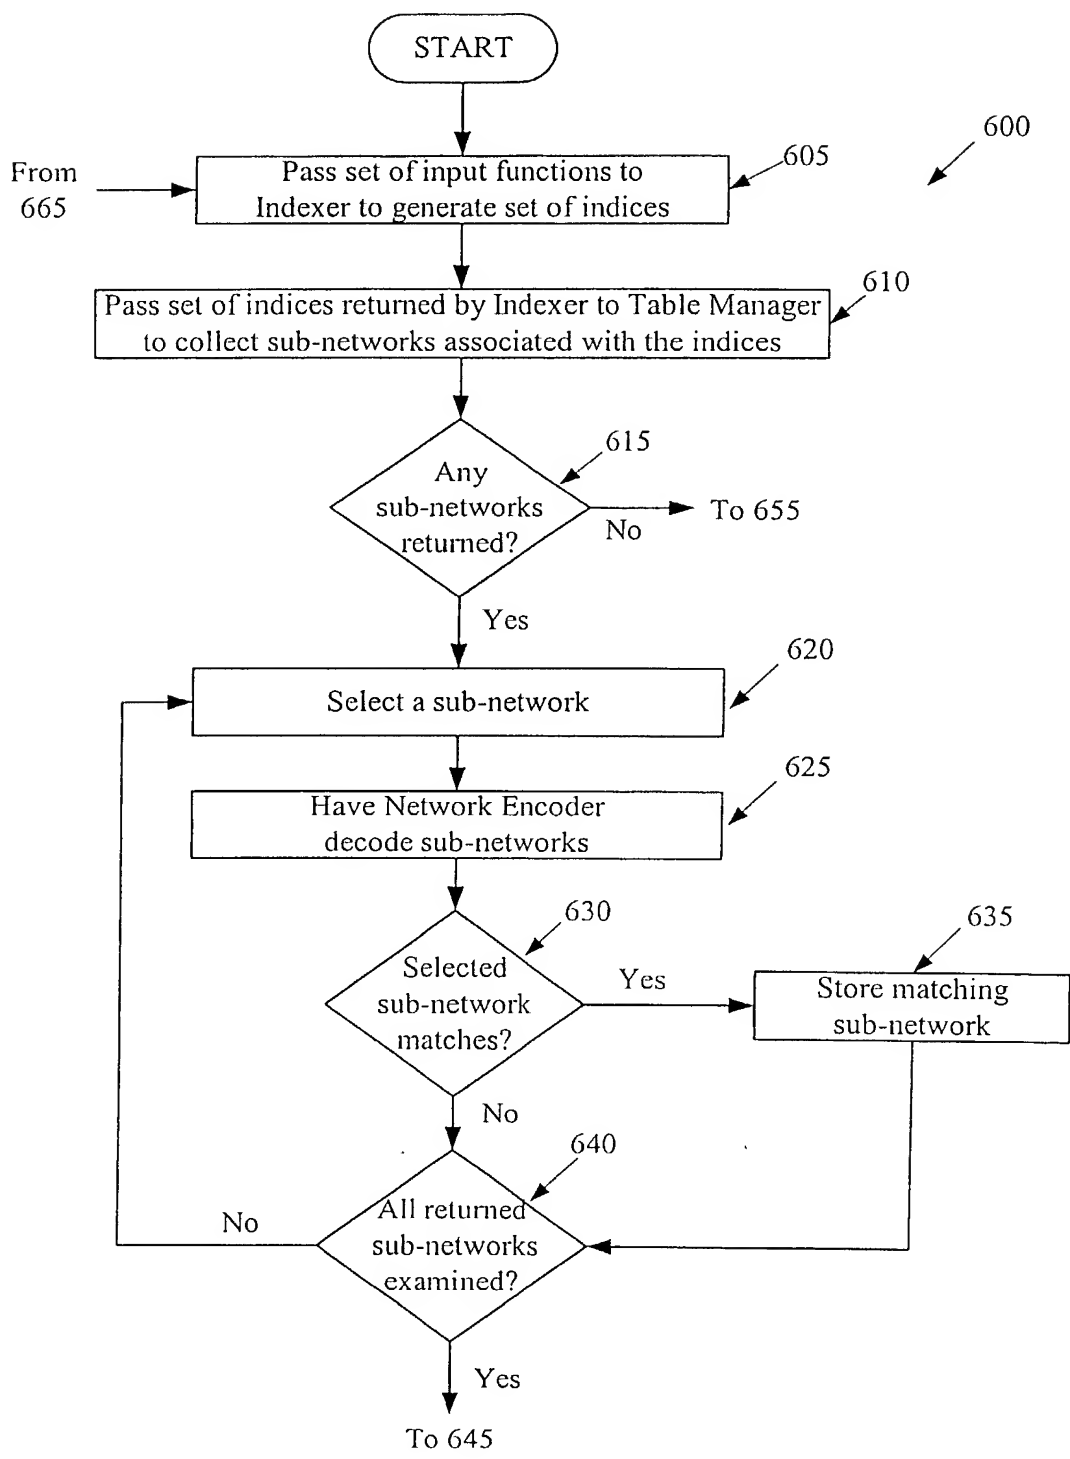 START
600
605
From
665
Pass set of input functions to
Indexer to generate set of indices
610
Pass set of indices returned by Indexer to Table Manager
to collect sub-networks associated with the indices
615
Any
sub-networks
returned?
No
To 655
Yes
620
Select a sub-network
625
Have Network Encoder
decode sub-networks
630
Selected
sub-network
matches?
Yes
635
Store matching
sub-network
No
640
All returned
sub-networks
examined?
No
Yes
To 645